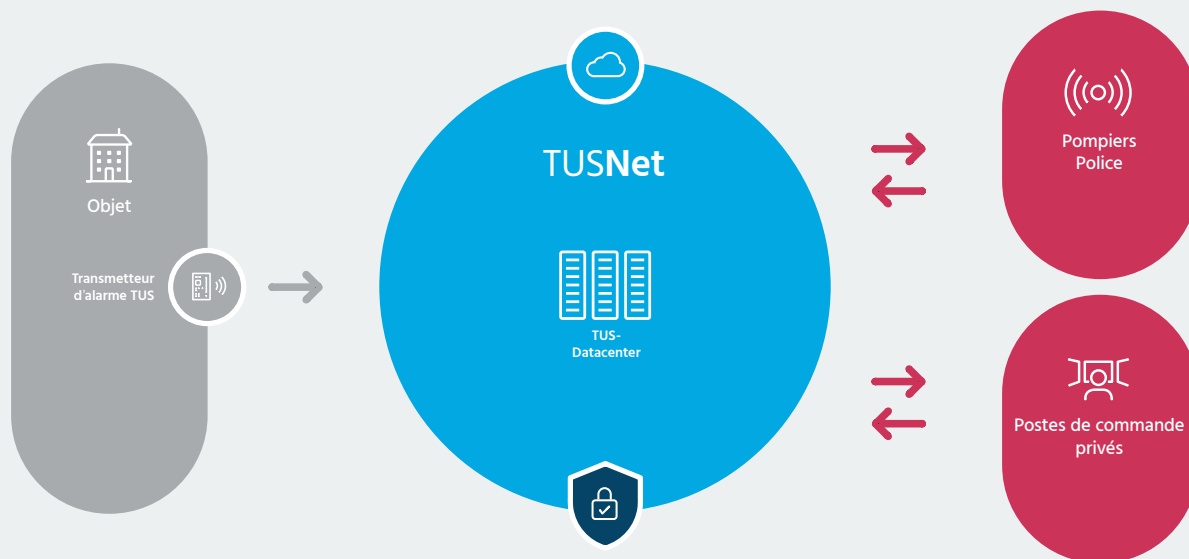 Objet
Transmetteur
d'alarme TUS
TUSNet
TUS-
Datacenter
Pompiers
Police
Postes de commande
privés